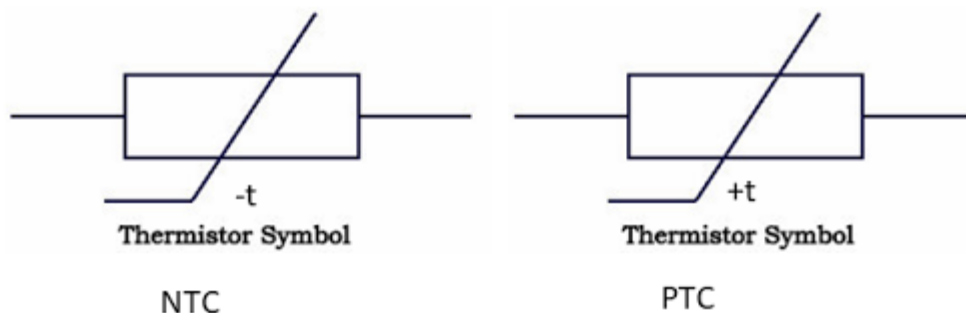 -t
Thermistor Symbol
NTC
+t
Thermistor Symbol
PTC